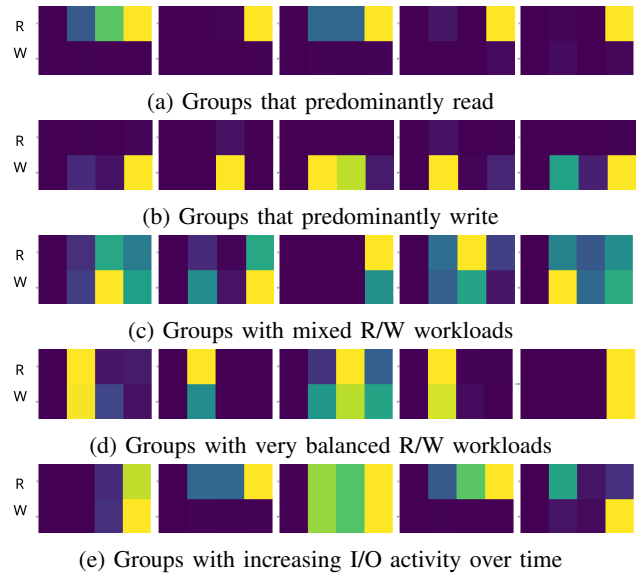 R
W
(a) Groups that predominantly read
R
W
(b) Groups that predominantly write
R
W
(c) Groups with mixed R/W workloads
R
W
(d) Groups with very balanced R/W workloads
R
W
(e) Groups with increasing I/O activity over time